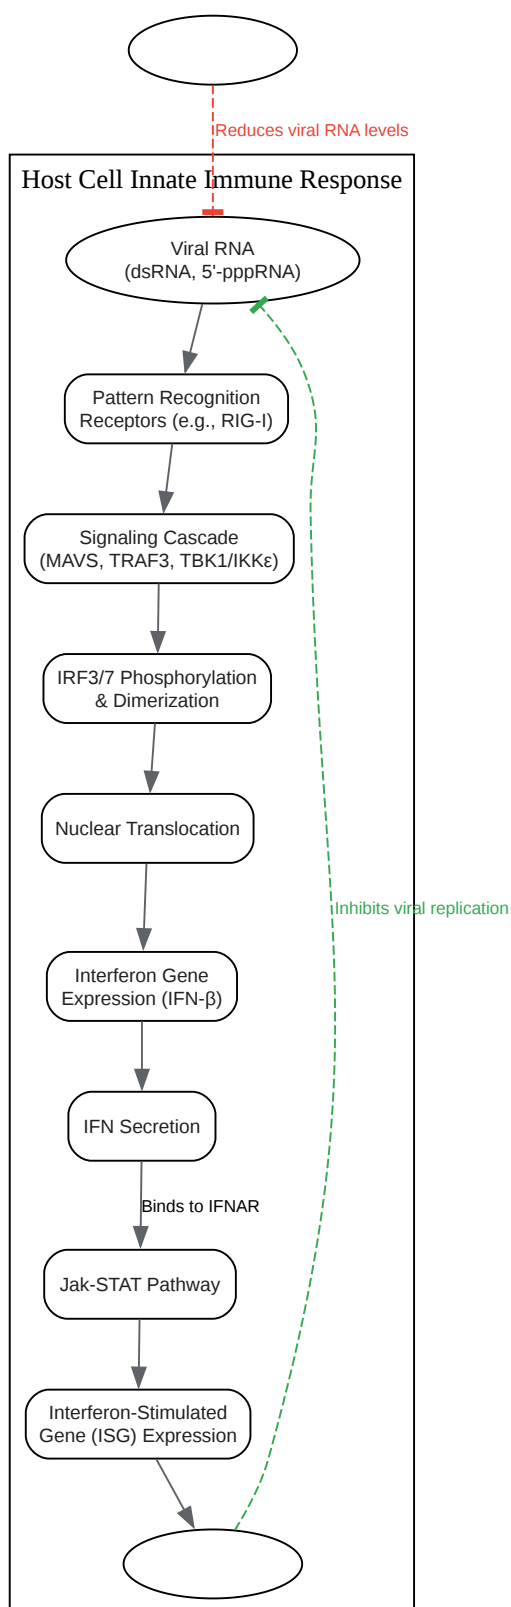 Reduces viral RNA levels
Host Cell Innate Immune Response
Viral RNA
(dsRNA, 5'-pppRNA)
Pattern Recognition
Receptors (e.g., RIG-I)
Signaling Cascade
(MAVS, TRAF3, TBK1/IKKε)
IRF3/7 Phosphorylation
& Dimerization
Nuclear Translocation
Inhibits viral replication
Interferon Gene
Expression (IFN-β)
IFN Secretion
Binds to IFNAR
Jak-STAT Pathway
Interferon-Stimulated
Gene (ISG) Expression